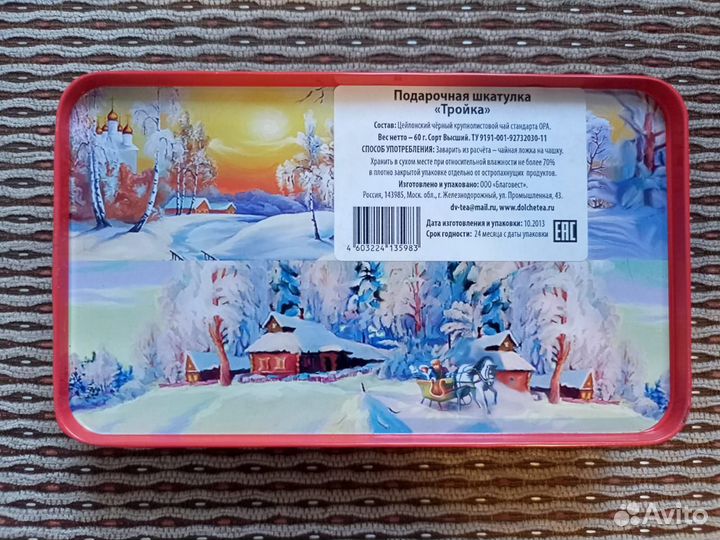 Подарочная шкатулка
«Тройка»
Состав: Цейлонский чёрный крупнолистовой чай стандарта ОРА.
Вес нетто – 60 г. Сорт Высший. ТУ 9191-001-92732030-11
СПОСОБ УПОТРЕБЛЕНИЯ: Заварить из расчёта – чайная ложка на чашку.
Хранить в сухом месте при относительной влажности не более 70%
в плотно закрытой упаковке отдельно от остропахнущих продуктов.
Изготовлено и упаковано: ООО «Благовест».
Россия, 143985, Моск. обл., г. Железнодорожный, ул. Промышленная, 43.
dv-tea@mail.ru, www.dolchetea.ru
Дата изготовления и упаковки: 10.2013
Срок годности: 24 месяца с даты упаковки
EAC
4 603224 135983
Avito